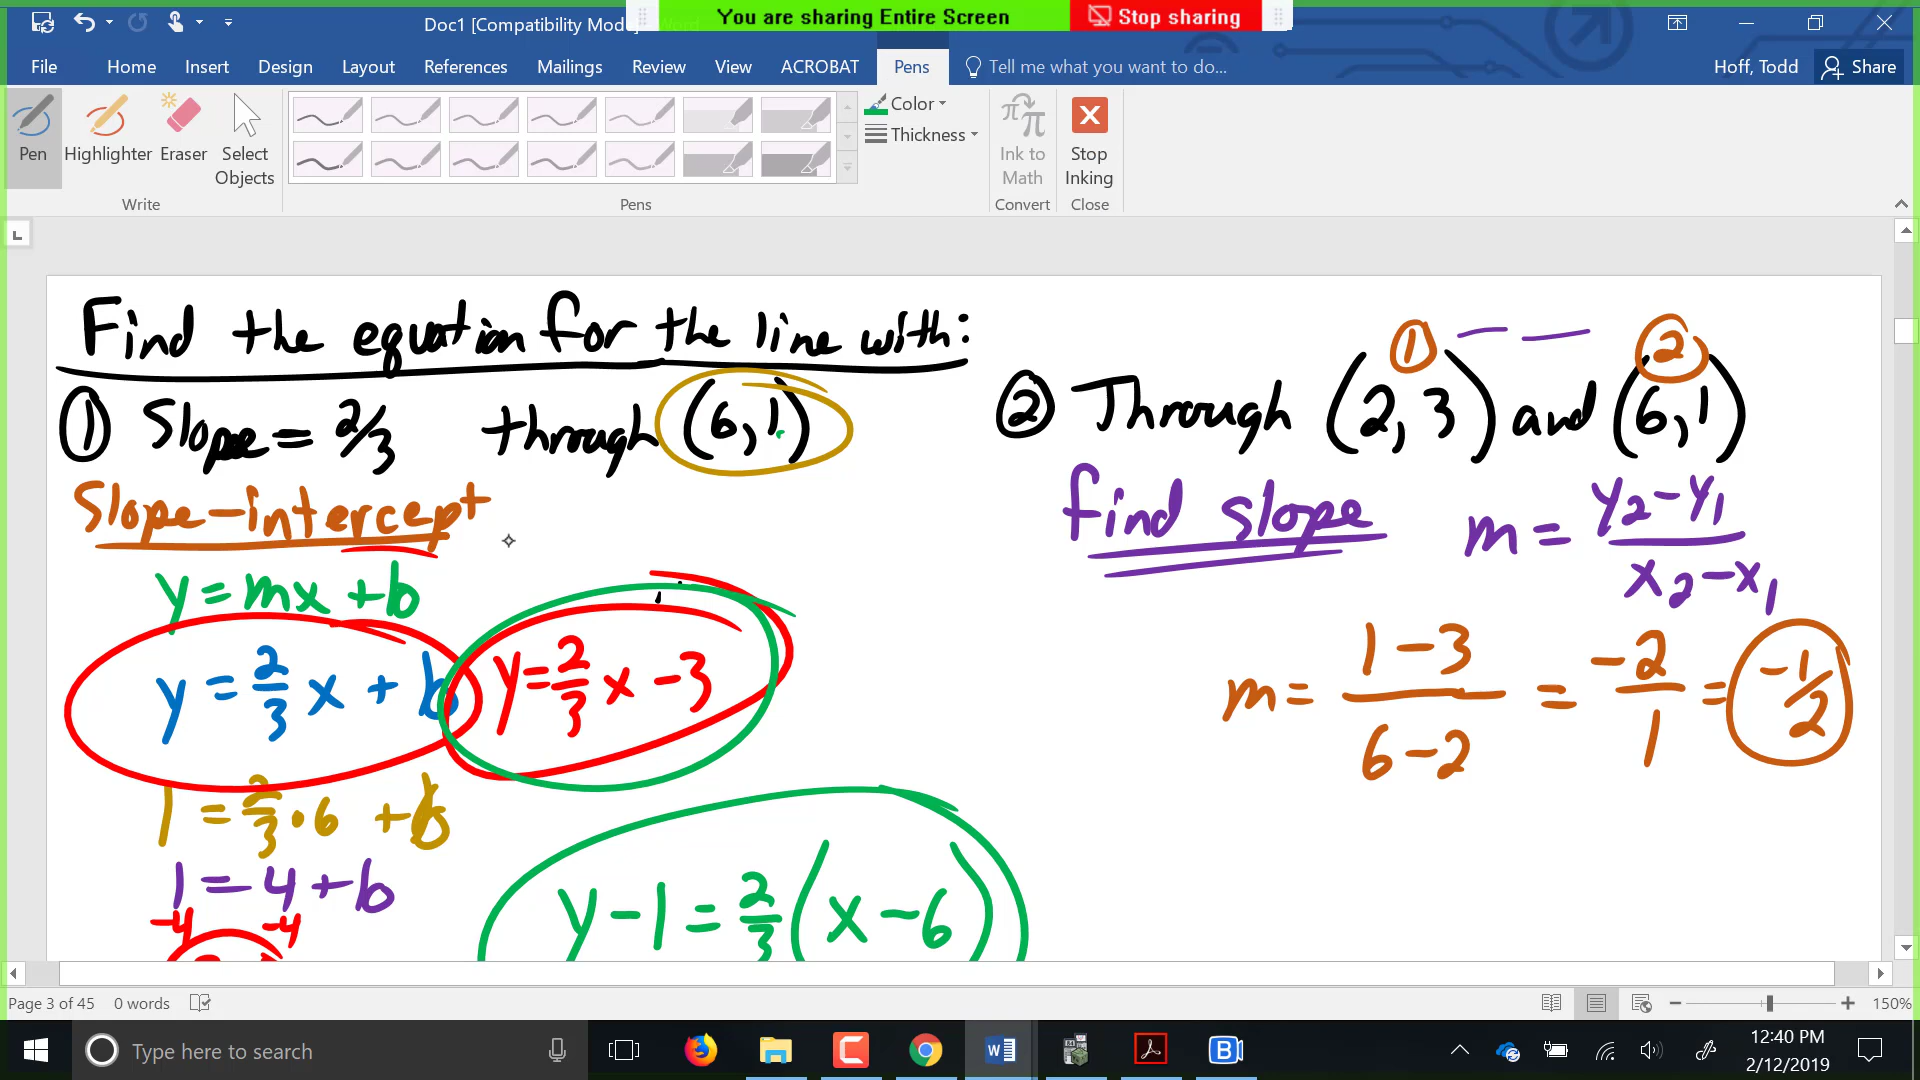 Doc1 [Compatibility Mod
You are sharing Entire Screen
Stop sharing
File Home Insert Design Layout References Mailings Review View ACROBAT Pens Tell me what you want to do... Hoff, Todd Share
Pen Highlighter Eraser Select Objects
Color
Thickness
Ink to Math
Stop Inking
Write Pens Convert Close
Find the equation for the line with:
① Slope = 2/3 through (6,1)
Slope-intercept
y = mx + b
y = 2/3 x + b
y = 2/3 x - 3
1 = 2/3 • 6 + b
1 = 4 + b
-4 -4
y - 1 = 2/3 (x - 6)
① ②
② Through (2,3) and (6,1)
find slope m = y2 - y1 / x2 - x1
m = 1 - 3 / 6 - 2 = -2 / 1 = -1/2
Page 3 of 45 0 words 150%
Type here to search
12:40 PM
2/12/2019